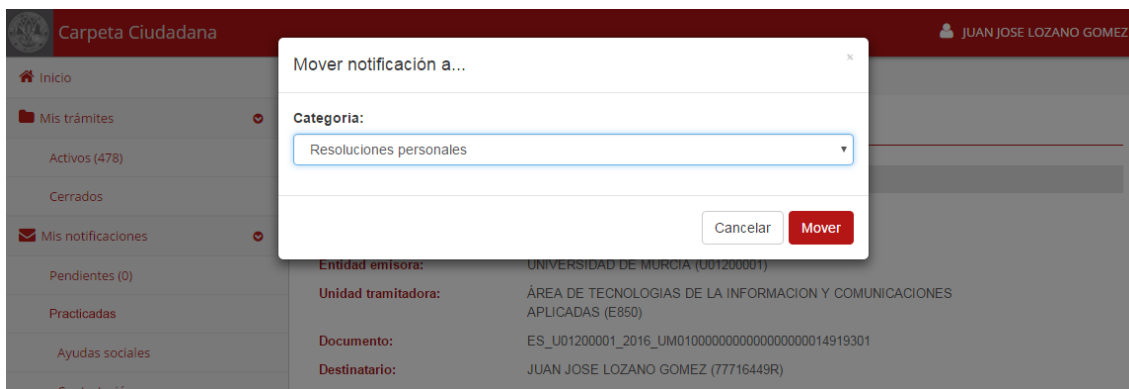 Carpeta Ciudadana
JUAN JOSE LOZANO GOMEZ
Mover notificación a...
×
Inicio
Categoria:
Mis trámites
Resoluciones personales
Activos (478)
Cerrados
Mis notificaciones
Cancelar
Mover
Pendientes (0)
Entidad emisora:
UNIVERSIDAD DE MURCIA (U01200001)
Unidad tramitadora:
ÁREA DE TECNOLOGIAS DE LA INFORMACION Y COMUNICACIONES
APLICADAS (E850)
Practicadas
Documento:
ES_U01200001_2016_UM01000000000000000000014919301
Ayudas sociales
Destinatario:
JUAN JOSE LOZANO GOMEZ (77716449R)